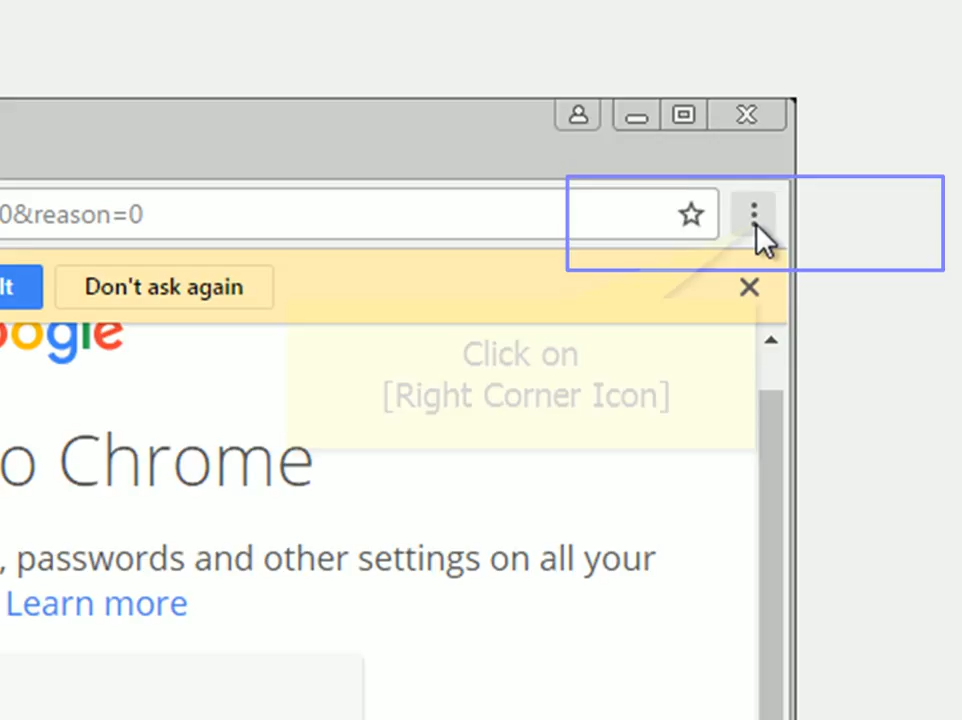 0&reason=0
lt
Don't ask again
oogle
Click on
[Right Corner Icon]
o Chrome
, passwords and other settings on all your
Learn more